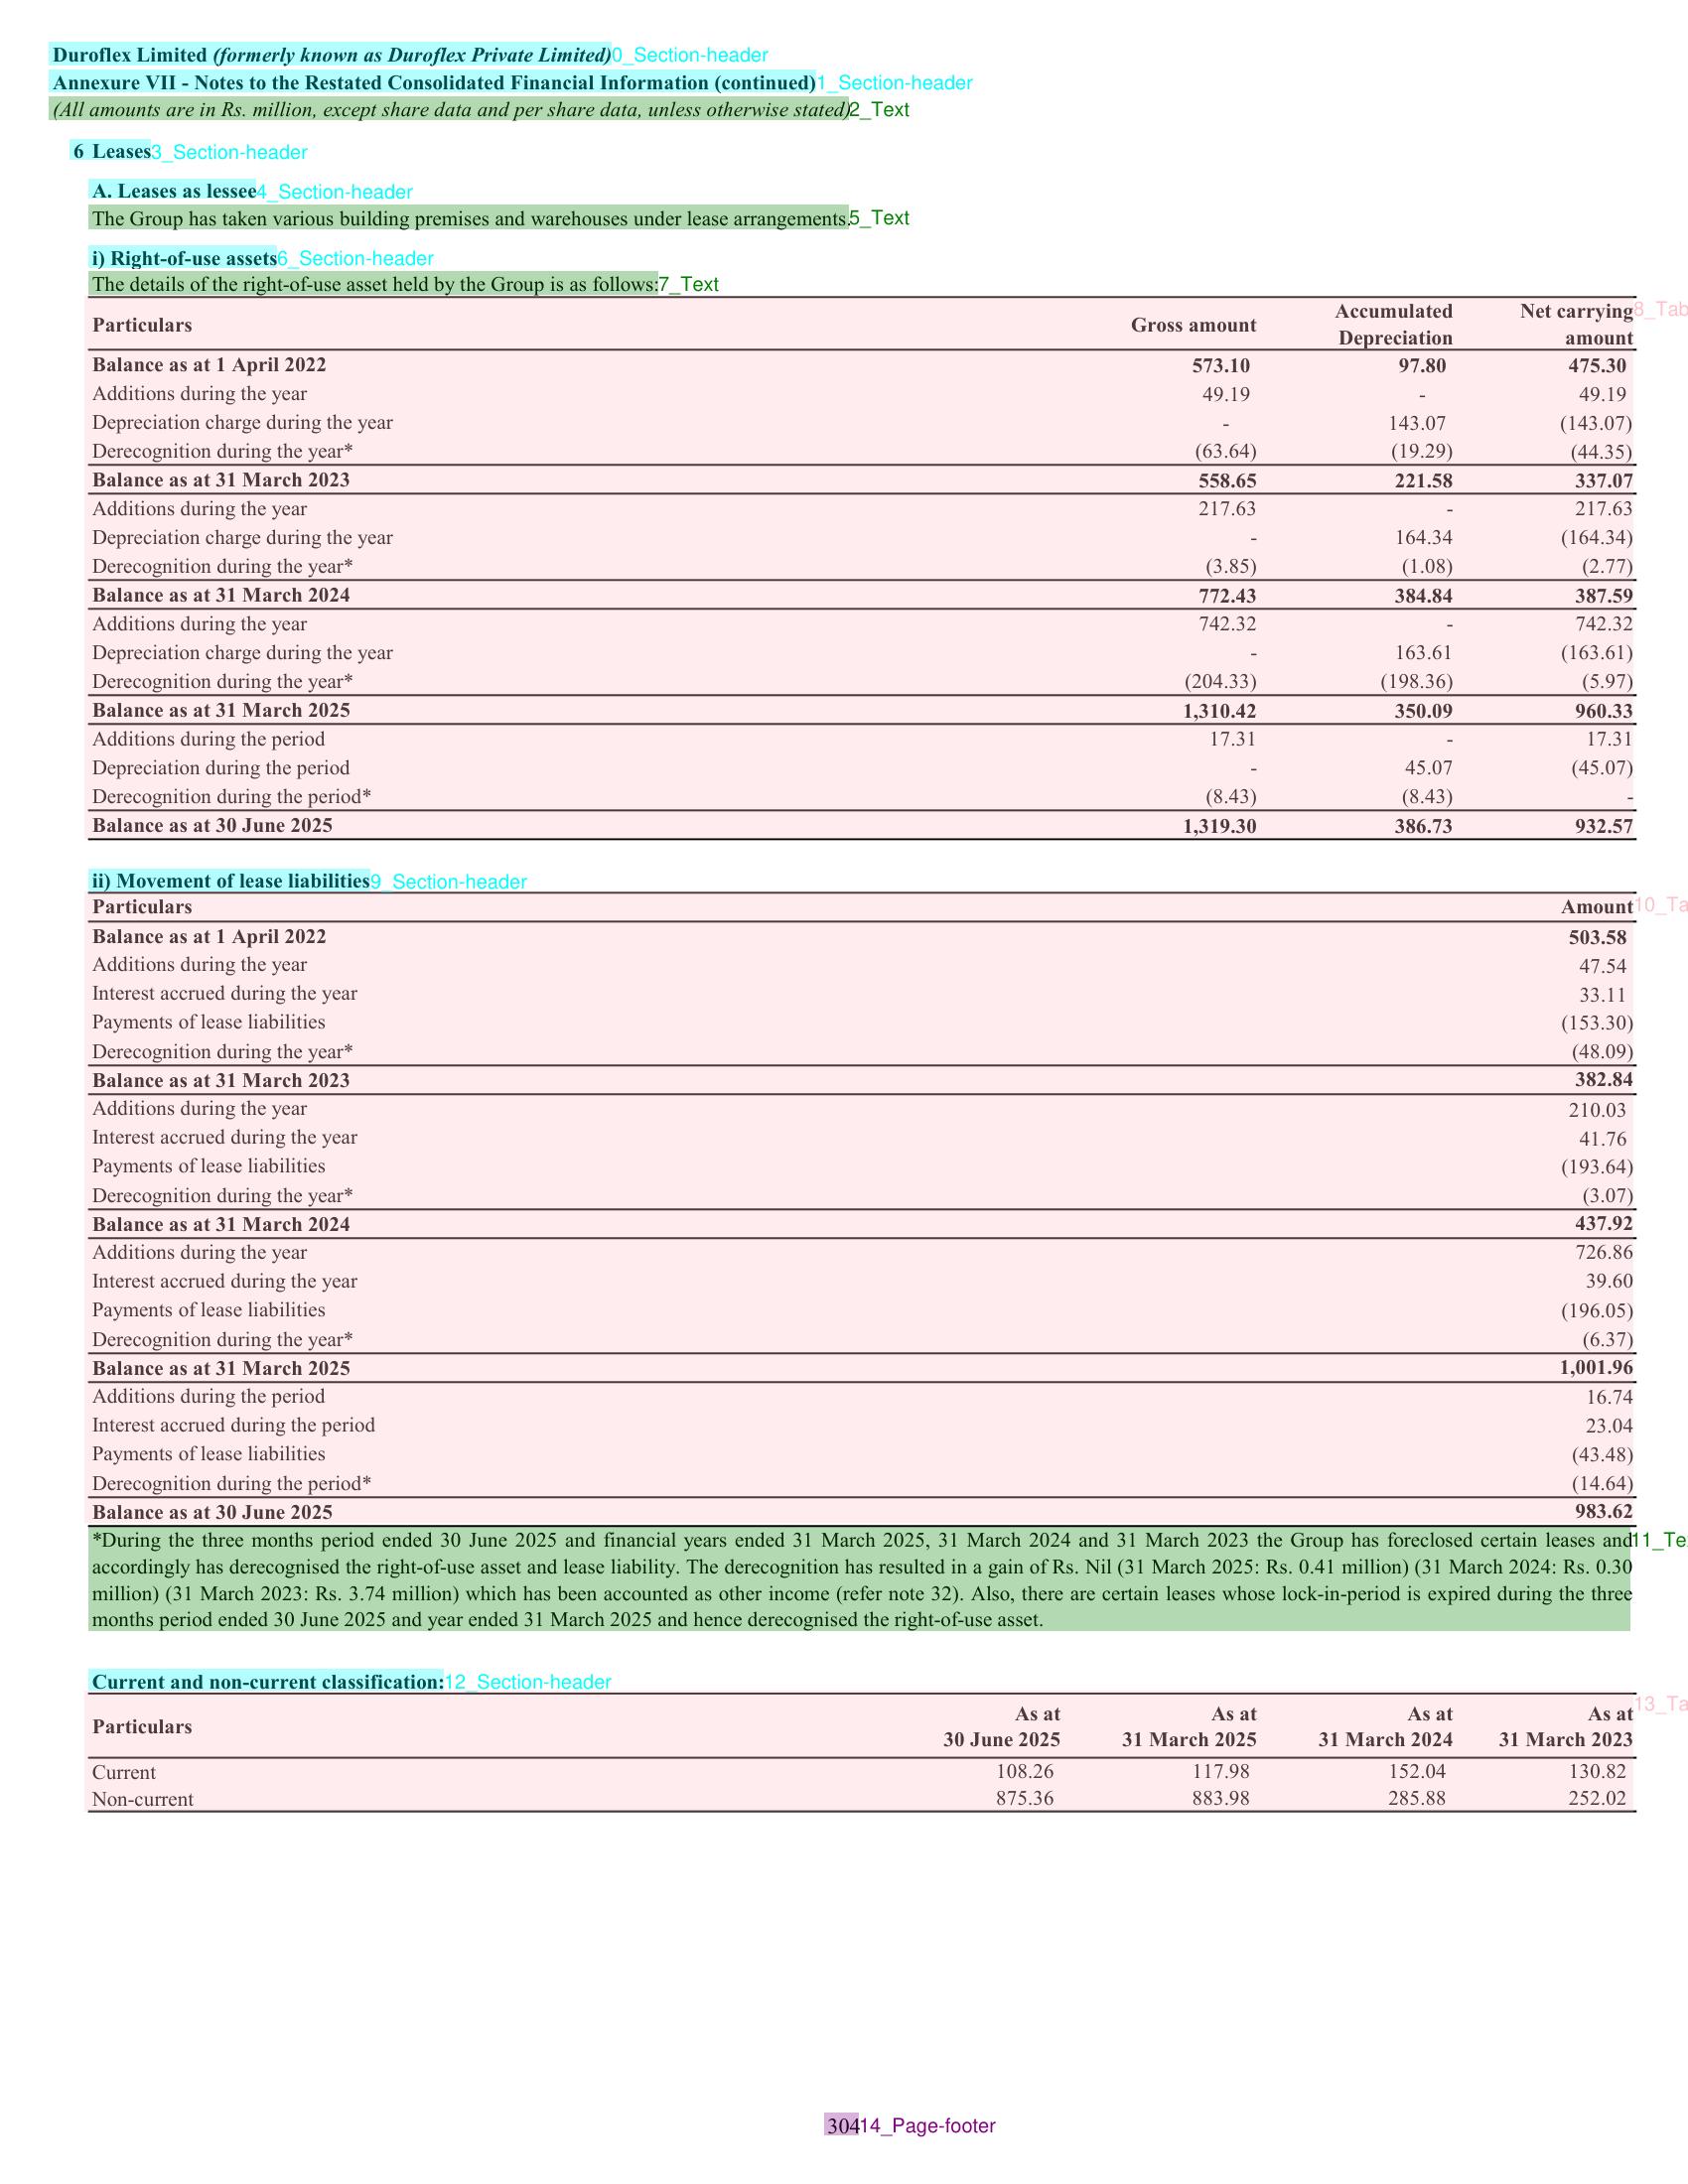 Duroflex Limited (formerly known as Duroflex Private Limited)0_Section-header
Annexure VII - Notes to the Restated Consolidated Financial Information (continued)1_Section-header
(All amounts are in Rs. million, except share data and per share data, unless otherwise stated)2_Text
6 Leases3_Section-header
A. Leases as lessee4_Section-header
The Group has taken various building premises and warehouses under lease arrangements.5_Text
i) Right-of-use assets6_Section-header
The details of the right-of-use asset held by the Group is as follows:7_Text
Particulars Gross amount Accumulated Depreciation Net carrying amount 8_Tab
Balance as at 1 April 2022 573.10 97.80 475.30
Additions during the year 49.19 - 49.19
Depreciation charge during the year - 143.07 (143.07)
Derecognition during the year* (63.64) (19.29) (44.35)
Balance as at 31 March 2023 558.65 221.58 337.07
Additions during the year 217.63 - 217.63
Depreciation charge during the year - 164.34 (164.34)
Derecognition during the year* (3.85) (1.08) (2.77)
Balance as at 31 March 2024 772.43 384.84 387.59
Additions during the year 742.32 - 742.32
Depreciation charge during the year - 163.61 (163.61)
Derecognition during the year* (204.33) (198.36) (5.97)
Balance as at 31 March 2025 1,310.42 350.09 960.33
Additions during the period 17.31 - 17.31
Depreciation during the period - 45.07 (45.07)
Derecognition during the period* (8.43) (8.43) -
Balance as at 30 June 2025 1,319.30 386.73 932.57
ii) Movement of lease liabilities9_Section-header
Particulars Amount 10_Ta
Balance as at 1 April 2022 503.58
Additions during the year 47.54
Interest accrued during the year 33.11
Payments of lease liabilities (153.30)
Derecognition during the year* (48.09)
Balance as at 31 March 2023 382.84
Additions during the year 210.03
Interest accrued during the year 41.76
Payments of lease liabilities (193.64)
Derecognition during the year* (3.07)
Balance as at 31 March 2024 437.92
Additions during the year 726.86
Interest accrued during the year 39.60
Payments of lease liabilities (196.05)
Derecognition during the year* (6.37)
Balance as at 31 March 2025 1,001.96
Additions during the period 16.74
Interest accrued during the period 23.04
Payments of lease liabilities (43.48)
Derecognition during the period* (14.64)
Balance as at 30 June 2025 983.62
*During the three months period ended 30 June 2025 and financial years ended 31 March 2025, 31 March 2024 and 31 March 2023 the Group has foreclosed certain leases and 11_Te
accordingly has derecognised the right-of-use asset and lease liability. The derecognition has resulted in a gain of Rs. Nil (31 March 2025: Rs. 0.41 million) (31 March 2024: Rs. 0.30
million) (31 March 2023: Rs. 3.74 million) which has been accounted as other income (refer note 32). Also, there are certain leases whose lock-in-period is expired during the three
months period ended 30 June 2025 and year ended 31 March 2025 and hence derecognised the right-of-use asset.
Current and non-current classification:12_Section-header
Particulars As at 30 June 2025 As at 31 March 2025 As at 31 March 2024 As at 31 March 2023 13_Ta
Current 108.26 117.98 152.04 130.82
Non-current 875.36 883.98 285.88 252.02
304 14_Page-footer